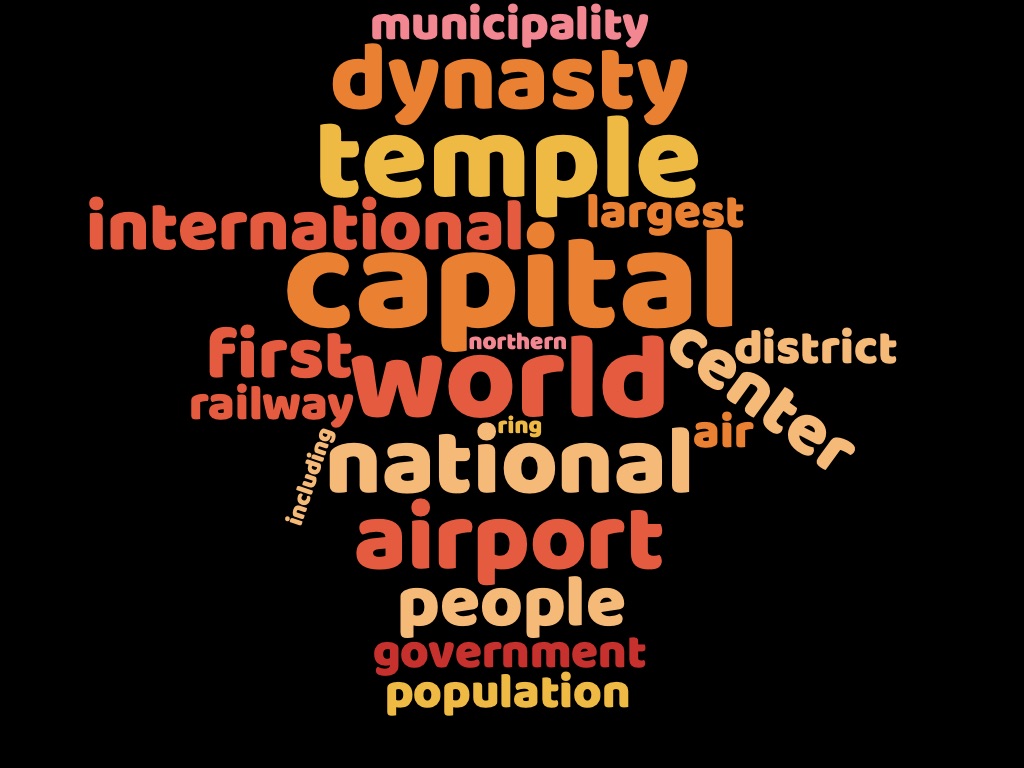 municipality
dynasty
temple
international
largest
capital
first
northern
world
center
district
railway
ring
air
including
national
airport
people
government
population